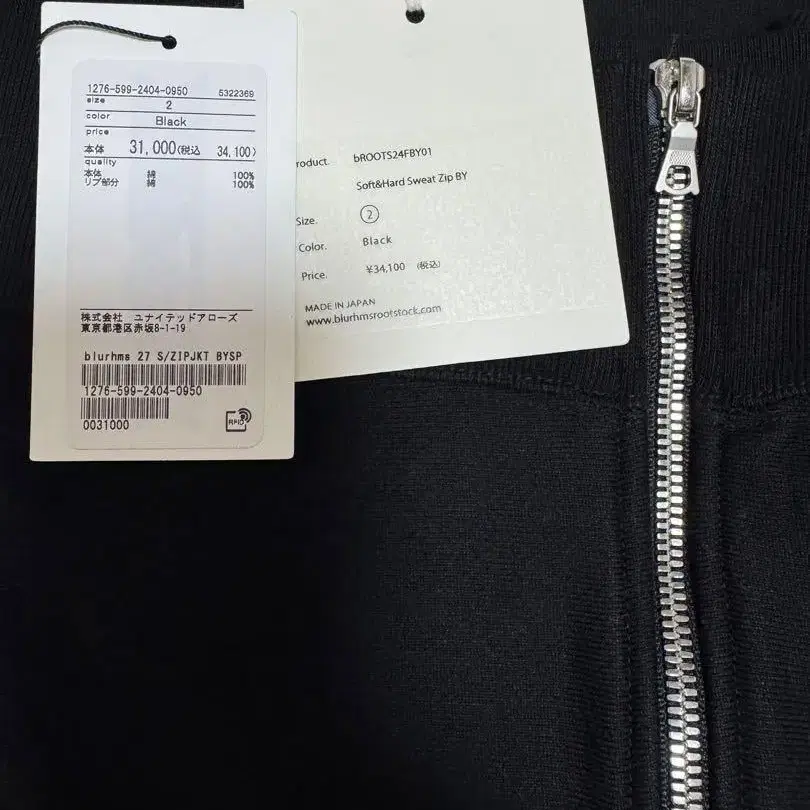 1276-599-2404-0950 5322369
size 2
color Black
price
本体 31,000(税込 34,100)
quality
本体 綿 100%
リブ部分 綿 100%
株式会社 ユナイテッドアローズ
東京都港区赤坂8-1-19
blurhms 27 S/ZIPJKT BYSP
1276-599-2404-0950
0031000
RFID
roduct. bROOTS24FBY01
Soft&Hard Sweat Zip BY
Size. 2
Color. Black
Price. ¥34,100 (税込)
MADE IN JAPAN
www.blurhmsrootstock.com